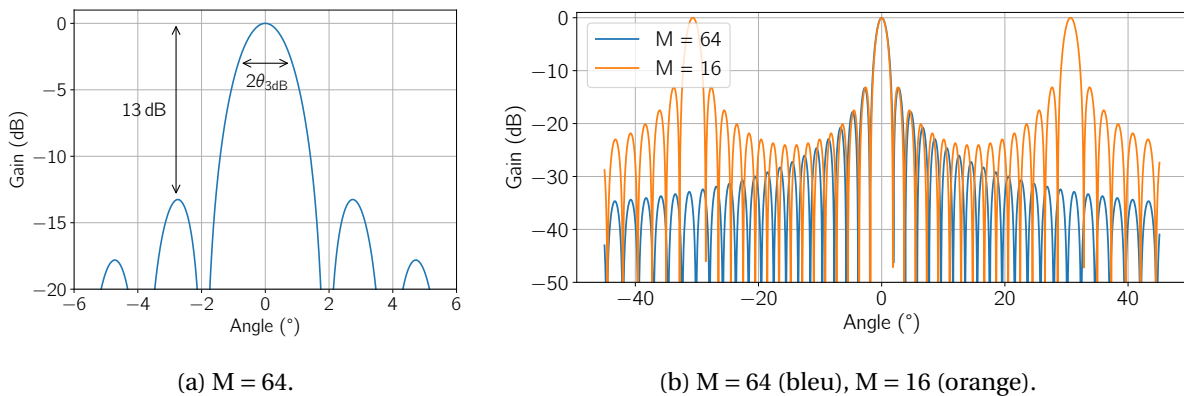 0
−5
−10
−15
−20
13 dB
2θ3dB
−6 −4 −2 0 2 4 6
Gain (dB)
Angle (°)
(a) M = 64.
0
−10
−20
−30
−40
−50
M = 64
M = 16
−40 −20 0 20 40
Gain (dB)
Angle (°)
(b) M = 64 (bleu), M = 16 (orange).